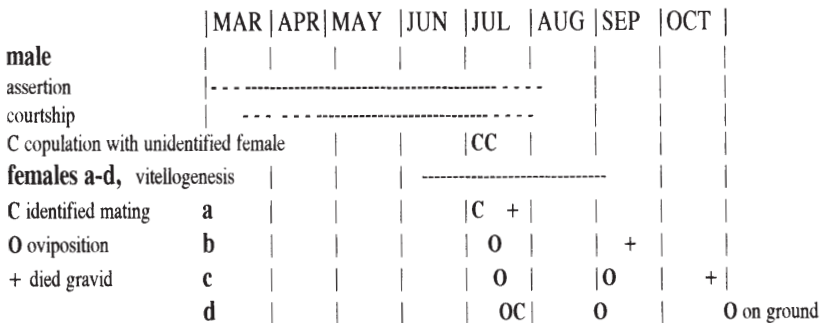 |MAR |APR|MAY |JUN |JUL |AUG |SEP |OCT |
male
assertion
courtship
C copulation with unidentified female |CC
females a-d, vitellogenesis
C identified mating a |C + |
O oviposition b O +
+ died gravid c O |O + |
d OC| O O on ground